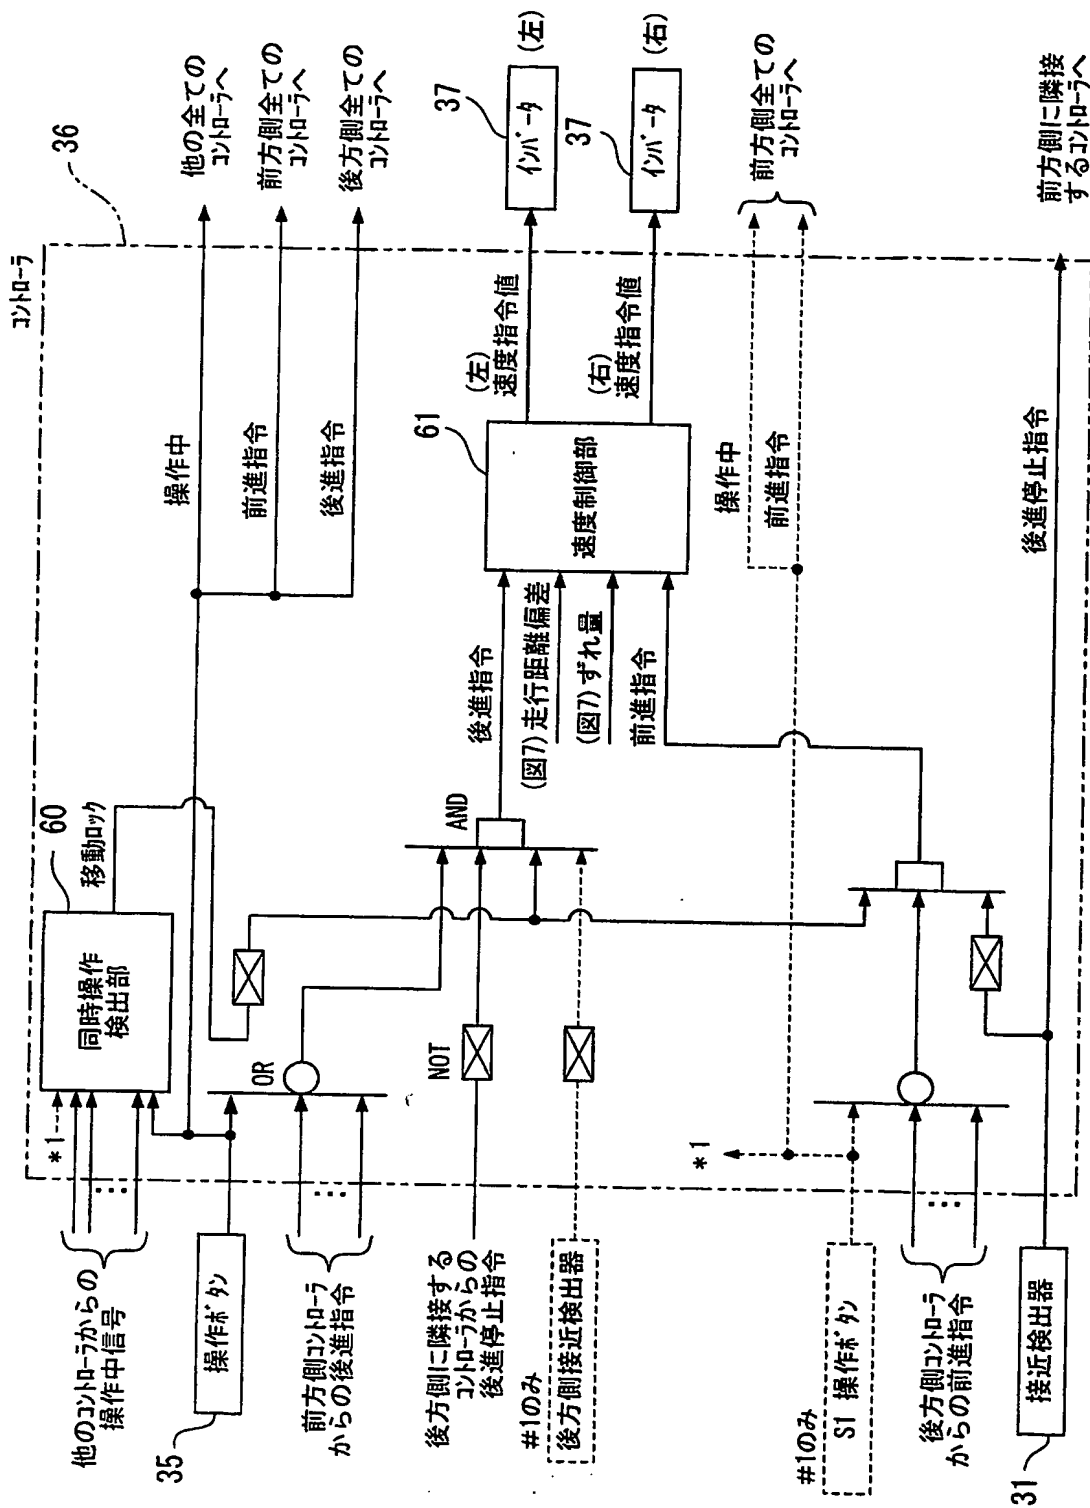 コントローラ
36
60
同時操作
検出部
移動ロック
*1
他のコントローラからの
操作中信号
操作ボタン
35
OR
前方側コントローラ
からの後進指令
後方側に隣接する
コントローラからの
後進停止指令
NOT
#1のみ
後方側接近検出器
AND
後進指令
(図7)走行距離偏差
(図7)ずれ量
前進指令
速度制御部
61
(左)
速度指令値
(右)
速度指令値
37
インバータ
(左)
37
インバータ
(右)
操作中
他の全ての
コントローラへ
前進指令
前方側全ての
コントローラへ
後進指令
後方側全ての
コントローラへ
*1
#1のみ
S1 操作ボタン
操作中
前進指令
前方側全ての
コントローラへ
後方側コントローラ
からの前進指令
接近検出器
31
後進停止指令
前方側に隣接
するコントローラへ